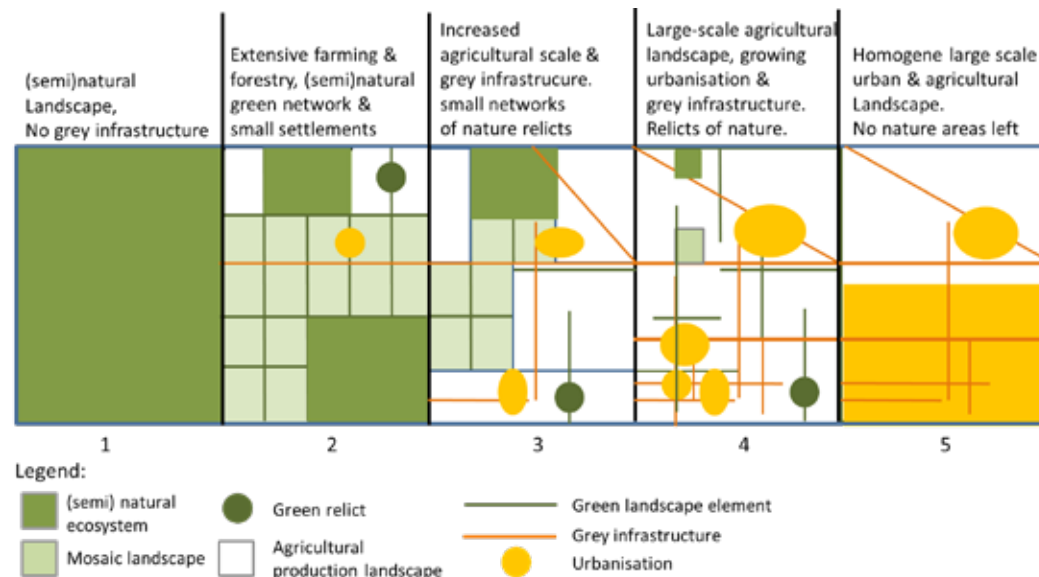 (semi)natural
Landscape,
No grey infrastructure
Extensive farming &
forestry, (semi)natural
green network &
small settlements
Increased
agricultural scale &
grey infrastrucure.
small networks
of nature relicts
Large-scale agricultural
landscape, growing
urbanisation &
grey infrastructure.
Relicts of nature.
Homogene large scale
urban & agricultural
Landscape.
No nature areas left
1
2
3
4
5
Legend:
(semi) natural
ecosystem
Mosaic landscape
Green relict
Agricultural
production landscape
Green landscape element
Grey infrastructure
Urbanisation